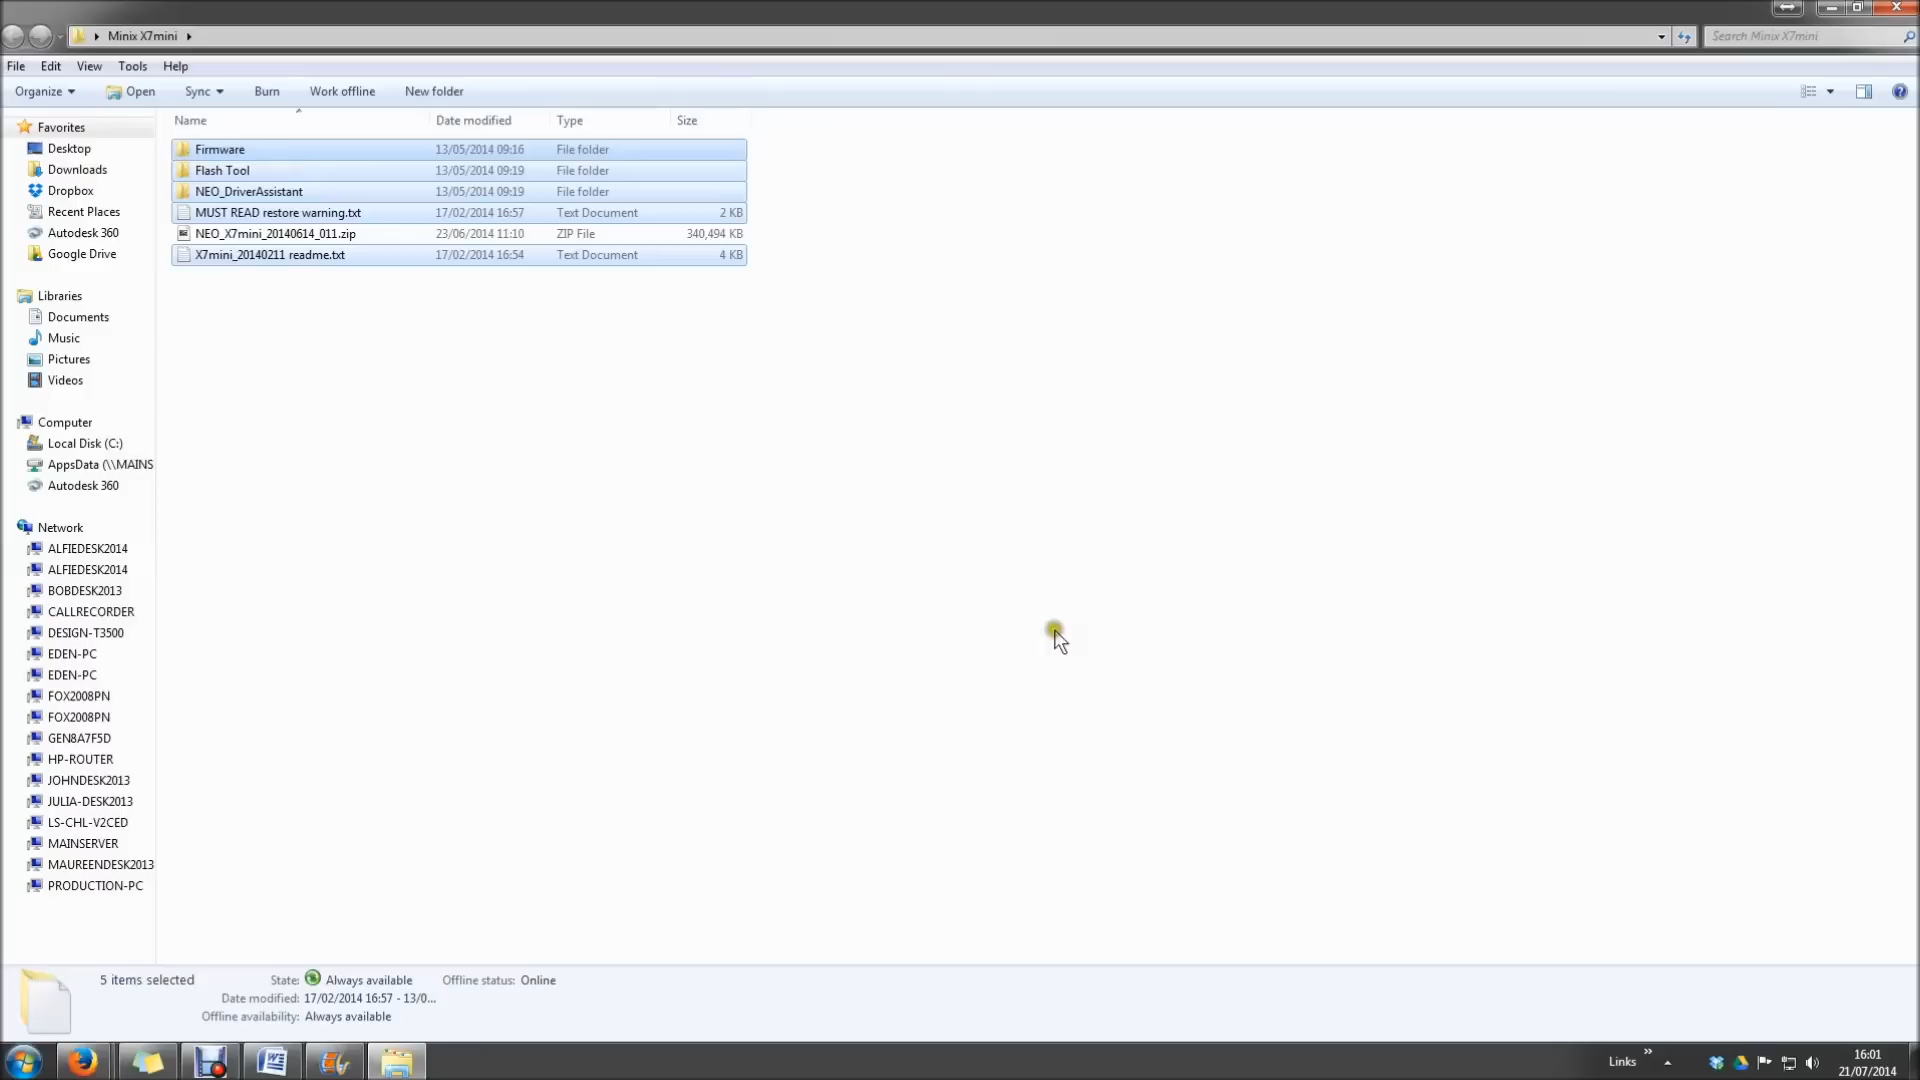 Minix X7mini
Search Minix X7mini
File Edit View Tools Help
Organize Open Sync Burn Work offline New folder
Name Date modified Type Size
Favorites
Desktop
Downloads
Dropbox
Recent Places
Autodesk 360
Google Drive
Libraries
Documents
Music
Pictures
Videos
Computer
Local Disk (C:)
AppsData (\\MAINS
Autodesk 360
Network
ALFIEDESK2014
ALFIEDESK2014
BOBDESK2013
CALLRECORDER
DESIGN-T3500
EDEN-PC
EDEN-PC
FOX2008PN
FOX2008PN
GEN8A7F5D
HP-ROUTER
JOHNDESK2013
JULIA-DESK2013
LS-CHL-V2CED
MAINSERVER
MAUREENDESK2013
PRODUCTION-PC
Firmware 13/05/2014 09:16 File folder
Flash Tool 13/05/2014 09:19 File folder
NEO_DriverAssistant 13/05/2014 09:19 File folder
MUST READ restore warning.txt 17/02/2014 16:57 Text Document 2 KB
NEO_X7mini_20140614_011.zip 23/06/2014 11:10 ZIP File 340,494 KB
X7mini_20140211 readme.txt 17/02/2014 16:54 Text Document 4 KB
5 items selected State: Always available Offline status: Online
Date modified: 17/02/2014 16:57 - 13/0...
Offline availability: Always available
Links
16:01
21/07/2014